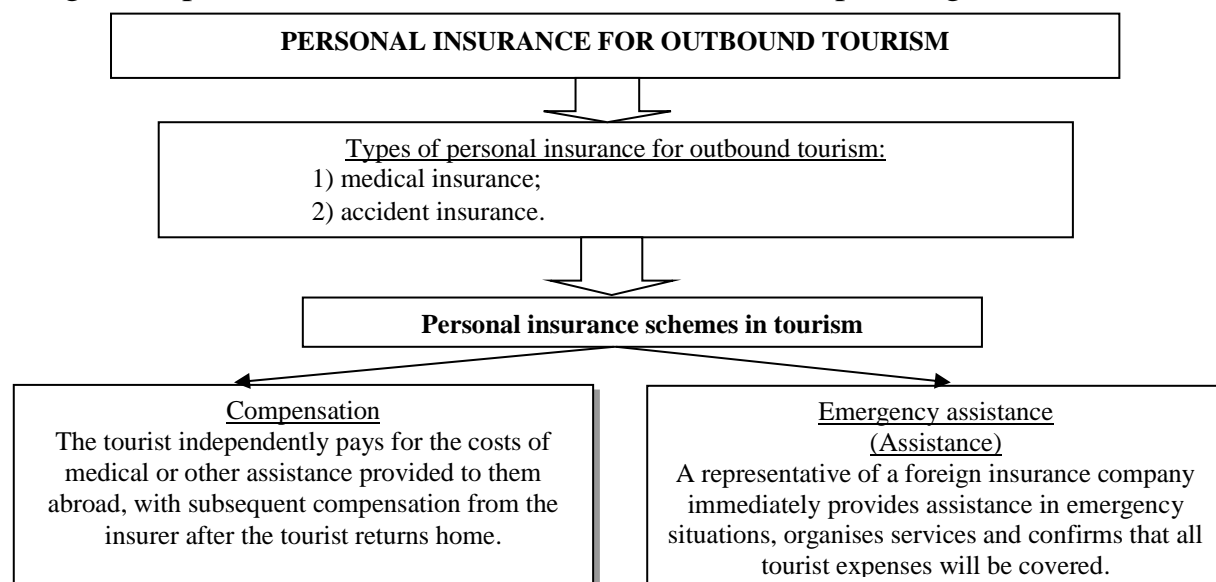 PERSONAL INSURANCE FOR OUTBOUND TOURISM
Types of personal insurance for outbound tourism:
1) medical insurance;
2) accident insurance.
Personal insurance schemes in tourism
Compensation
The tourist independently pays for the costs of
medical or other assistance provided to them
abroad, with subsequent compensation from the
insurer after the tourist returns home.
Emergency assistance
(Assistance)
A representative of a foreign insurance company
immediately provides assistance in emergency
situations, organises services and confirms that all
tourist expenses will be covered.